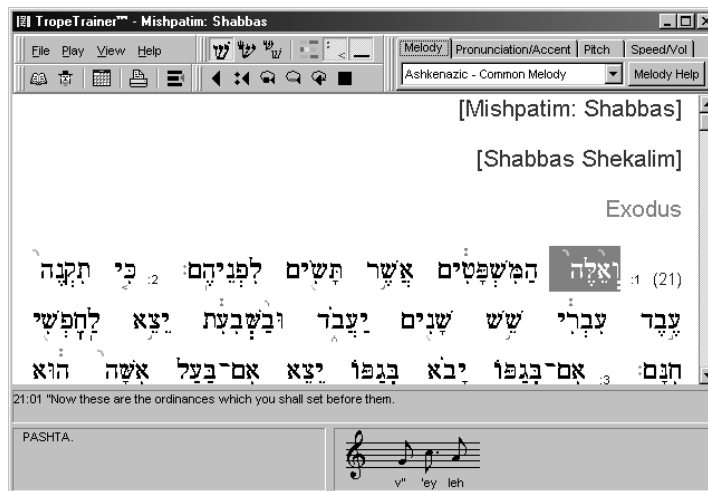 TropeTrainer™ - Mishpatim: Shabbas
File Play View Help
Melody Pronunciation/Accent Pitch Speed/Vol
Ashkenazic - Common Melody Melody Help
[Mishpatim: Shabbas]
[Shabbas Shekalim]
Exodus
(21) 1: וְאֵ֙לֶּה֙ הַמִּשְׁפָּטִ֔ים אֲשֶׁ֥ר תָּשִׂ֖ים לִפְנֵיהֶֽם׃ 2: כִּ֤י תִקְנֶה֙
עֶ֣בֶד עִבְרִ֔י שֵׁ֥שׁ שָׁנִ֖ים יַעֲבֹ֑ד וּבַ֨שְּׁבִעִ֔ת יֵצֵ֥א לַֽחָפְשִׁ֖י
חִנָּֽם׃ 3: אִם־בְּגַפּ֥וֹ יָבֹ֖א בְּגַפּ֣וֹ יֵצֵ֑א אִם־בַּ֤עַל אִשָּׁה֙ ה֔וּא
21:01 "Now these are the ordinances which you shall set before them.
PASHTA.
v" 'ey leh